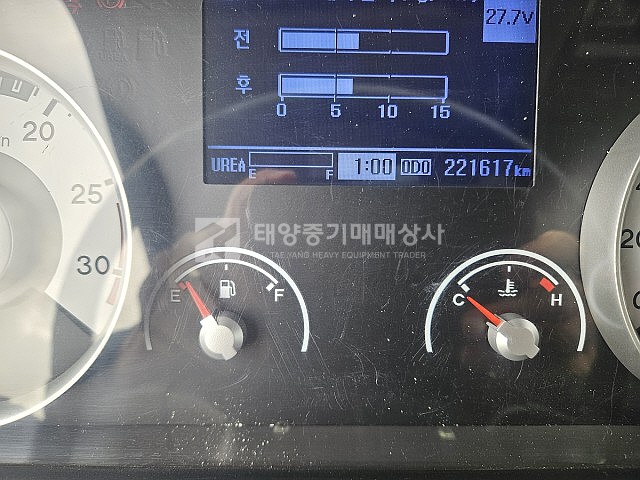 27.7V
전
후
0 5 10 15
UREA E F 1:00 ODO 221617km
20
25
30
태양중기매매상사
TAE YANG HEAVY EQUIPMENT TRADER
E F
C H